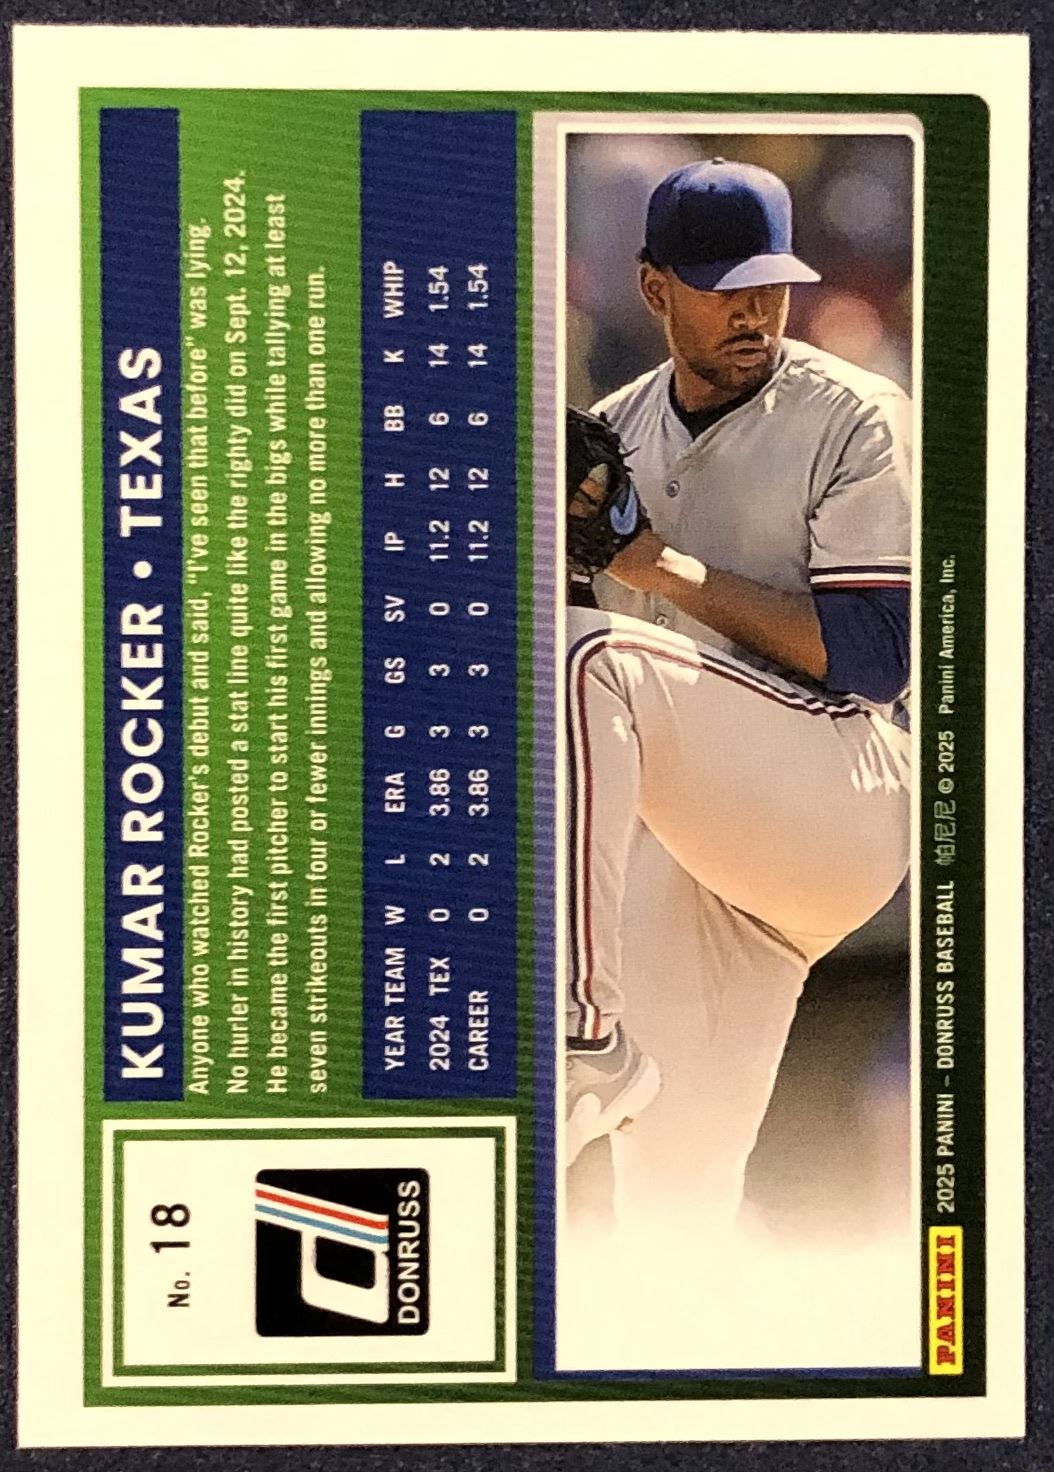 No. 18
DONRUSS
KUMAR ROCKER • TEXAS
Anyone who watched Rocker's debut and said, "I've seen that before" was lying.
No hurler in history had posted a stat line quite like the righty did on Sept. 12, 2024.
He became the first pitcher to start his first game in the bigs while tallying at least
seven strikeouts in four or fewer innings and allowing no more than one run.
YEAR TEAM W L ERA G GS SV IP H BB K WHIP
2024 TEX 0 2 3.86 3 3 0 11.2 12 6 14 1.54
CAREER 0 2 3.86 3 3 0 11.2 12 6 14 1.54
PANINI 2025 PANINI – DONRUSS BASEBALL 帕尼尼 © 2025 Panini America, Inc.